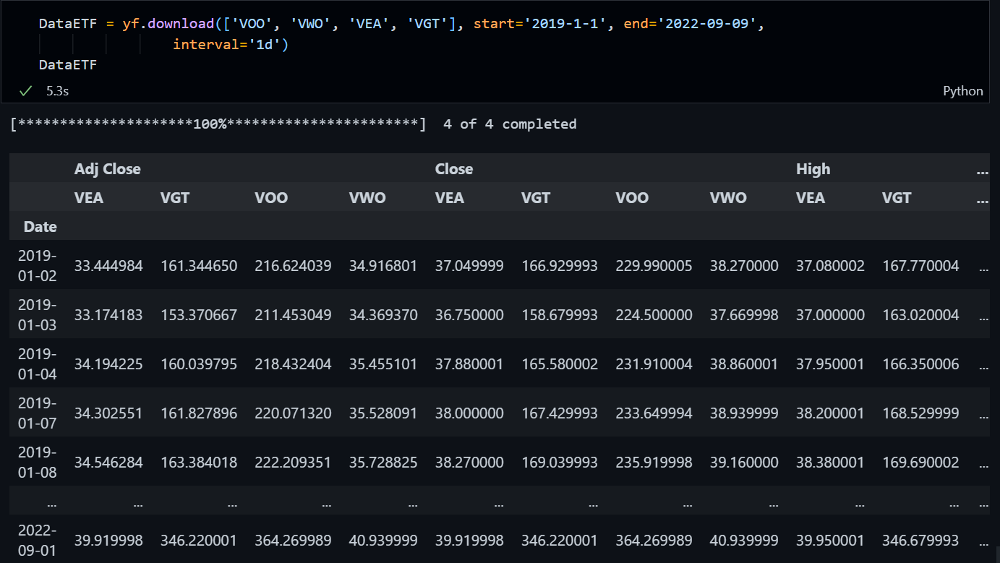 DataETF = yf.download(['VOO', 'VWO', 'VEA', 'VGT'], start='2019-1-1', end='2022-09-09',
interval='1d')
DataETF
5.3s
Python
[*********************100%***********************] 4 of 4 completed
Adj Close Close High ...
VEA VGT VOO VWO VEA VGT VOO VWO VEA VGT ...
Date
2019-01-02 33.444984 161.344650 216.624039 34.916801 37.049999 166.929993 229.990005 38.270000 37.080002 167.770004 ...
2019-01-03 33.174183 153.370667 211.453049 34.369370 36.750000 158.679993 224.500000 37.669998 37.000000 163.020004 ...
2019-01-04 34.194225 160.039795 218.432404 35.455101 37.880001 165.580002 231.910004 38.860001 37.950001 166.350006 ...
2019-01-07 34.302551 161.827896 220.071320 35.528091 38.000000 167.429993 233.649994 38.939999 38.200001 168.529999 ...
2019-01-08 34.546284 163.384018 222.209351 35.728825 38.270000 169.039993 235.919998 39.160000 38.380001 169.690002 ...
... ... ... ... ... ... ... ... ... ... ... ...
2022-09-01 39.919998 346.220001 364.269989 40.939999 39.919998 346.220001 364.269989 40.939999 39.950001 346.679993 ...